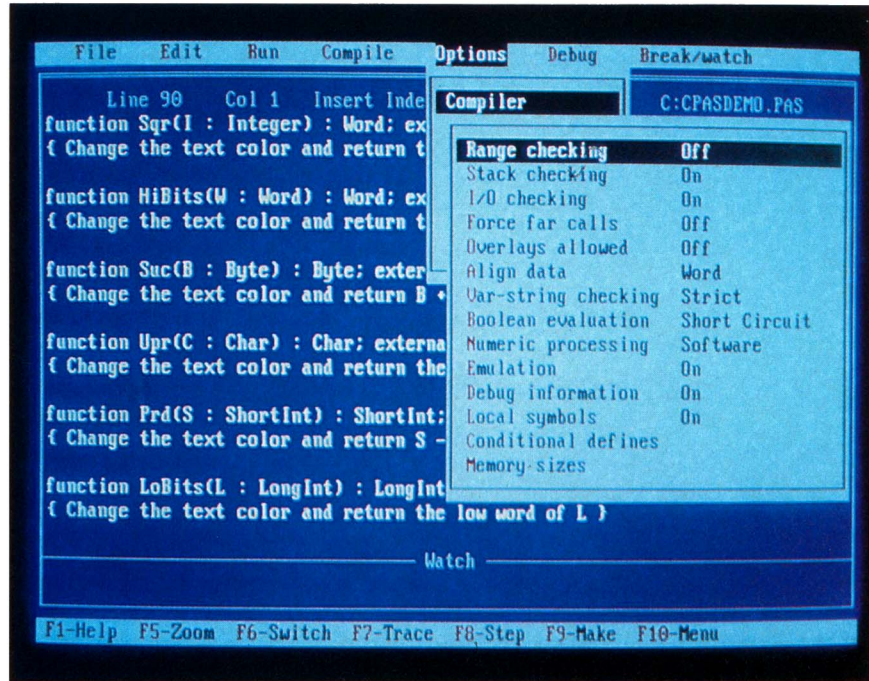 File Edit Run Compile Options Debug Break/watch
Line 90 Col 1 Insert Inde Compiler C:CPASDEMO.PAS
function Sqr(I : Integer) : Word; ex
{ Change the text color and return t
function HiBits(W : Word) : Word; ex
{ Change the text color and return t
function Suc(B : Byte) : Byte; exter
{ Change the text color and return B +
function Upr(C : Char) : Char; externa
{ Change the text color and return the
function Prd(S : ShortInt) : ShortInt;
{ Change the text color and return S -
function LoBits(L : LongInt) : LongInt
{ Change the text color and return the low word of L }
Range checking Off
Stack checking On
I/O checking On
Force far calls Off
Overlays allowed Off
Align data Word
Var-string checking Strict
Boolean evaluation Short Circuit
Numeric processing Software
Emulation On
Debug information On
Local symbols On
Conditional defines
Memory sizes
Watch
F1-Help F5-Zoom F6-Switch F7-Trace F8-Step F9-Make F10-Menu